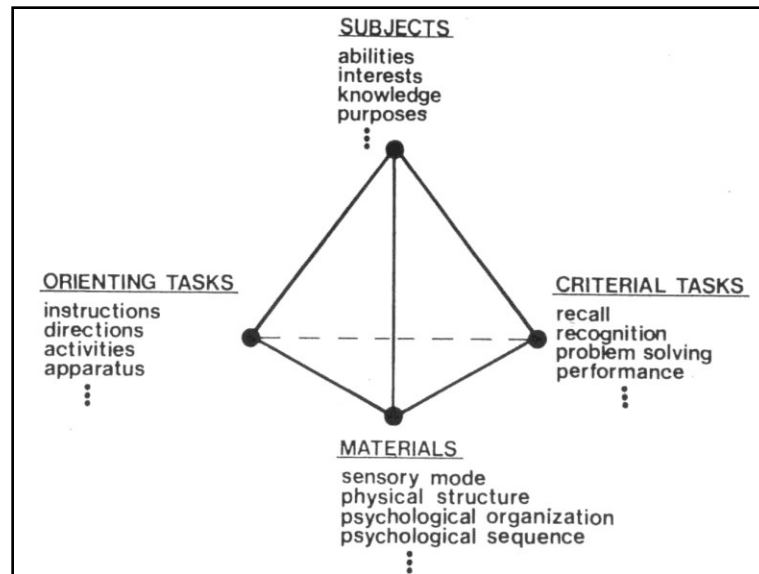 SUBJECTS
abilities
interests
knowledge
purposes
ORIENTING TASKS
instructions
directions
activities
apparatus
CRITERIAL TASKS
recall
recognition
problem solving
performance
MATERIALS
sensory mode
physical structure
psychological organization
psychological sequence